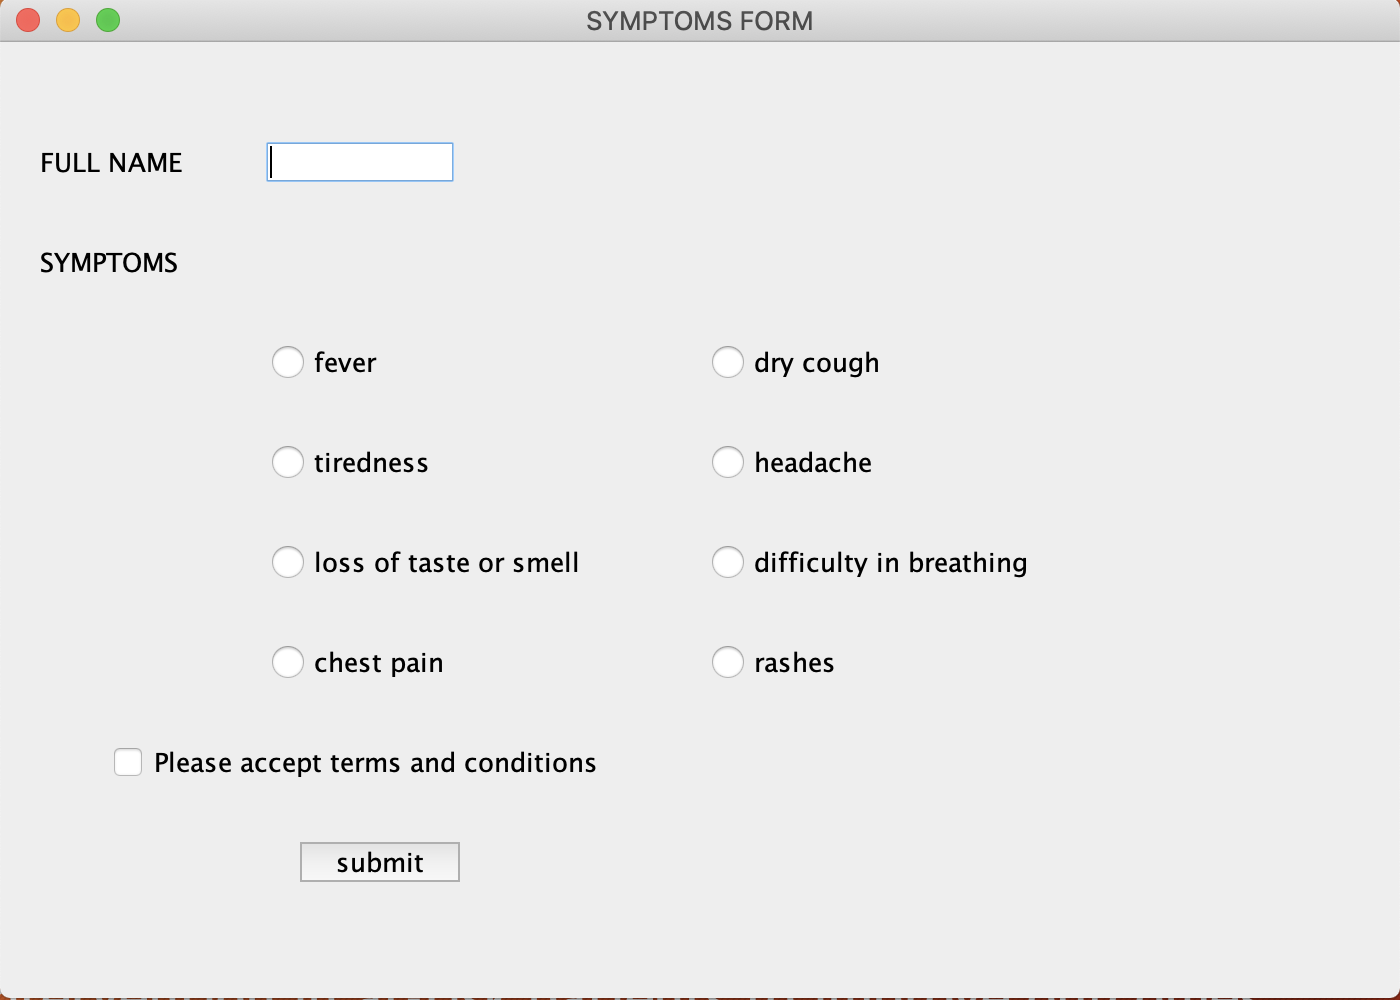 SYMPTOMS FORM
FULL NAME
SYMPTOMS
fever dry cough
tiredness headache
loss of taste or smell difficulty in breathing
chest pain rashes
Please accept terms and conditions
submit